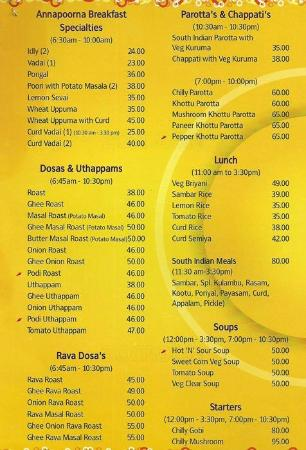 Annapoorna Breakfast
Specialties
(6:30am - 10:00am)
Idly (2) 24.00
Vadai (1) 23.00
Pongal 36.00
Poori with Potato Masala (2) 38.00
Lemon Sevai 35.00
Wheat Uppuma 35.00
Wheat Uppuma with Curd 45.00
Curd Vadai (1) (10:30 am - 3:30 pm) 25.00
Curd Vadai (2) 40.00
Dosas & Uthappams
(6:45am - 10:30pm)
Roast 38.00
Ghee Roast 46.00
Masal Roast (Potato Masal) 46.00
Ghee Masal Roast (Potato Masal) 50.00
Butter Masal Roast (Potato Masal) 50.00
Onion Roast 46.00
Ghee Onion Roast 50.00
Podi Roast 46.00
Uthappam 38.00
Ghee Uthappam 46.00
Onion Uthappam 46.00
Podi Uthappam 46.00
Tomato Uthappam 47.00
Rava Dosa's
(6:45am - 10:30pm)
Rava Roast 45.00
Ghee Rava Roast 49.00
Onion Rava Roast 50.00
Rava Masal Roast 50.00
Ghee Onion Rava Roast 55.00
Ghee Rava Masal Roast 55.00
Parotta's & Chappati's
(10:30am - 10:30pm)
South Indian Parotta with
Veg Kuruma 35.00
Chappati with Veg Kuruma 38.00
(7:00pm - 10:00pm)
Chilly Parotta 60.00
Khottu Parotta 60.00
Mushroom Khottu Parotta 65.00
Paneer Khottu Parotta 65.00
Pepper Khottu Parotta 65.00
Lunch
(11:00 am to 3:30pm)
Veg Briyani 49.00
Sambar Rice 39.00
Lemon Rice 35.00
Tomato Rice 35.00
Curd Rice 38.00
Curd Semiya 42.00
South Indian Meals 80.00
(11:30 am-3:30pm)
Sambar, Spl. Kulambu, Rasam,
Kootu, Poriyal, Payasam, Curd,
Appalam, Pickle)
Soups
(12:00pm - 3:30pm, 7:00pm - 10:30pm)
Hot 'N' Sour Soup 50.00
Sweet Corn Veg Soup 50.00
Tomato Soup 50.00
Veg Clear Soup 50.00
Starters
(12:00pm - 3:30pm, 7:00pm - 10:30pm)
Chilly Gobi 80.00
Chilly Mushroom 95.00